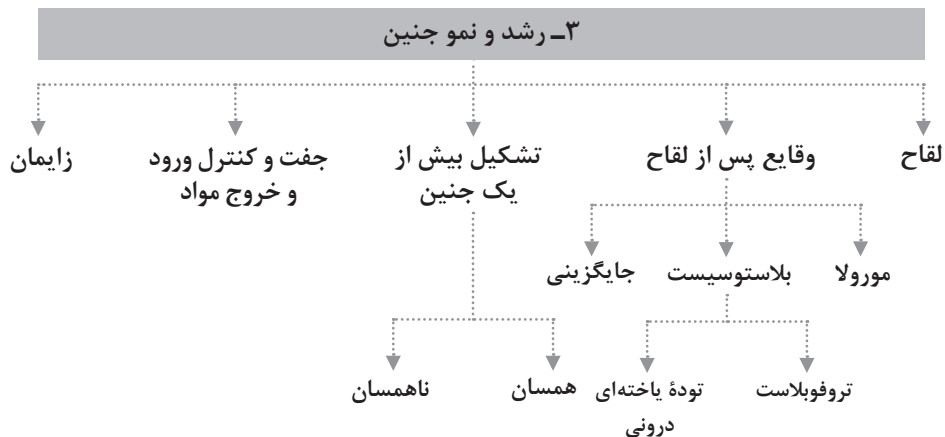 ۳ـ رشد و نمو جنین
لقاح
وقایع پس از لقاح
تشکیل بیش از
یک جنین
جفت و کنترل ورود
و خروج مواد
زایمان
مورولا
بلاستوسیست
جایگزینی
تروفوبلاست
تودهٔ یاخته‌ای
درونی
همسان
ناهمسان